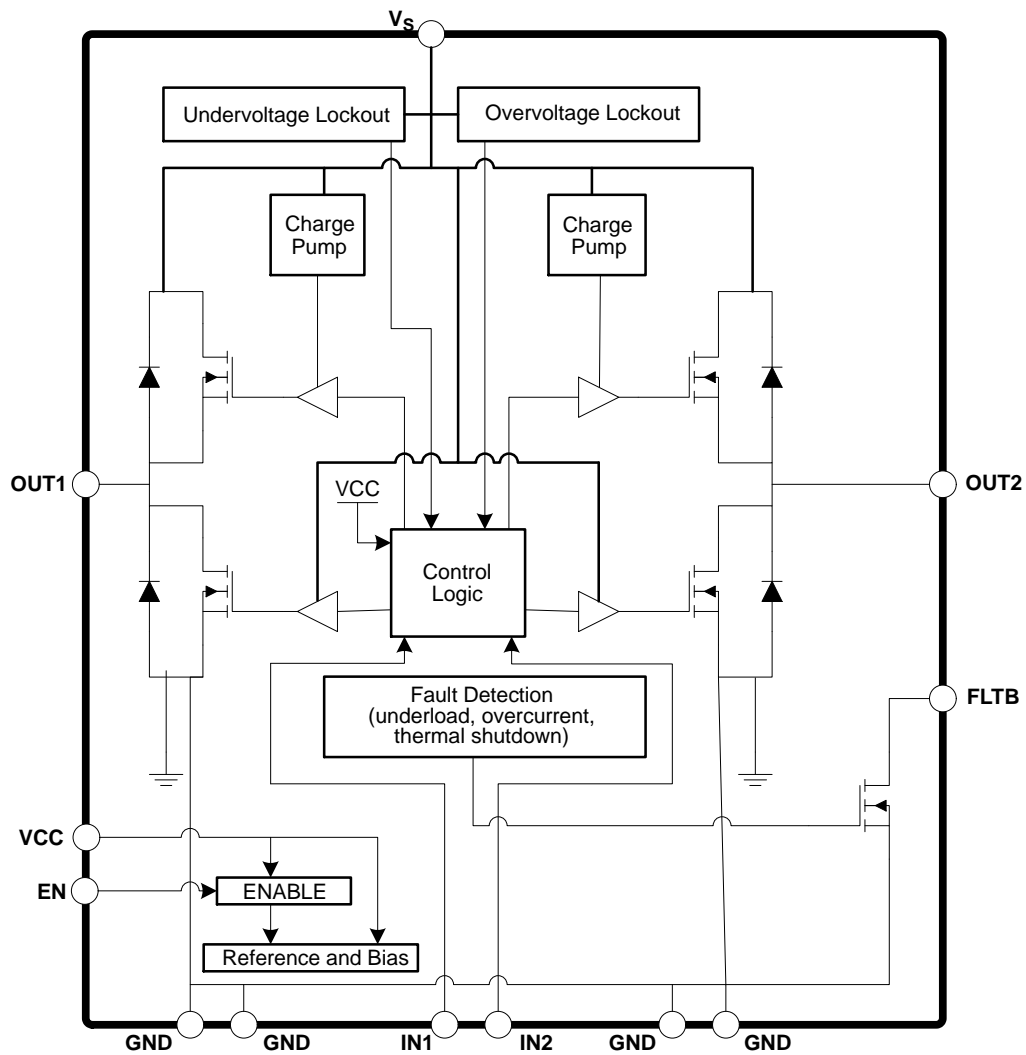 VS
Undervoltage Lockout
Overvoltage Lockout
Charge
Pump
Charge
Pump
OUT1
OUT2
VCC
Control
Logic
Fault Detection
(underload, overcurrent,
thermal shutdown)
FLTB
VCC
EN
ENABLE
Reference and Bias
GND
GND
IN1
IN2
GND
GND